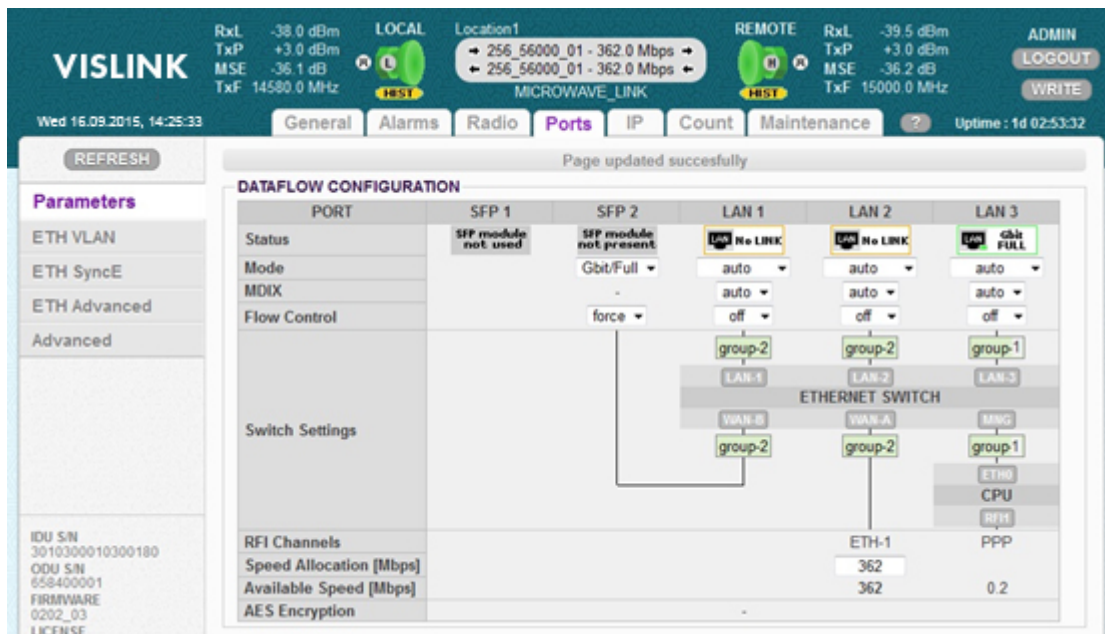 VISLINK
RxL -38.0 dBm
TxP +3.0 dBm
MSE -36.1 dB
TxF 14580.0 MHz
LOCAL
R L
HIST
Location1
→ 256_56000_01 - 362.0 Mbps →
← 256_56000_01 - 362.0 Mbps ←
MICROWAVE_LINK
REMOTE
H R
HIST
RxL -39.5 dBm
TxP +3.0 dBm
MSE -36.2 dB
TxF 15000.0 MHz
ADMIN
LOGOUT
WRITE
Wed 16.09.2015, 14:25:33
General Alarms Radio Ports IP Count Maintenance ?
Uptime : 1d 02:53:32
REFRESH
Page updated succesfully
Parameters
ETH VLAN
ETH SyncE
ETH Advanced
Advanced
DATAFLOW CONFIGURATION
PORT SFP 1 SFP 2 LAN 1 LAN 2 LAN 3
Status SFP module not used SFP module not present LAN No LINK LAN No LINK LAN Gbit FULL
Mode Gbit/Full auto auto auto
MDIX - auto auto auto
Flow Control force off off off
group-2 group-2 group-1
LAN-1 LAN-2 LAN-3
ETHERNET SWITCH
WAN-B WAN-A MNG
Switch Settings
group-2 group-2 group-1
ETH0
CPU
RFI1
RFI Channels ETH-1 PPP
Speed Allocation [Mbps] 362
Available Speed [Mbps] 362 0.2
AES Encryption -
IDU S/N
3010300010300180
ODU S/N
658400001
FIRMWARE
0202_03
LICENSE